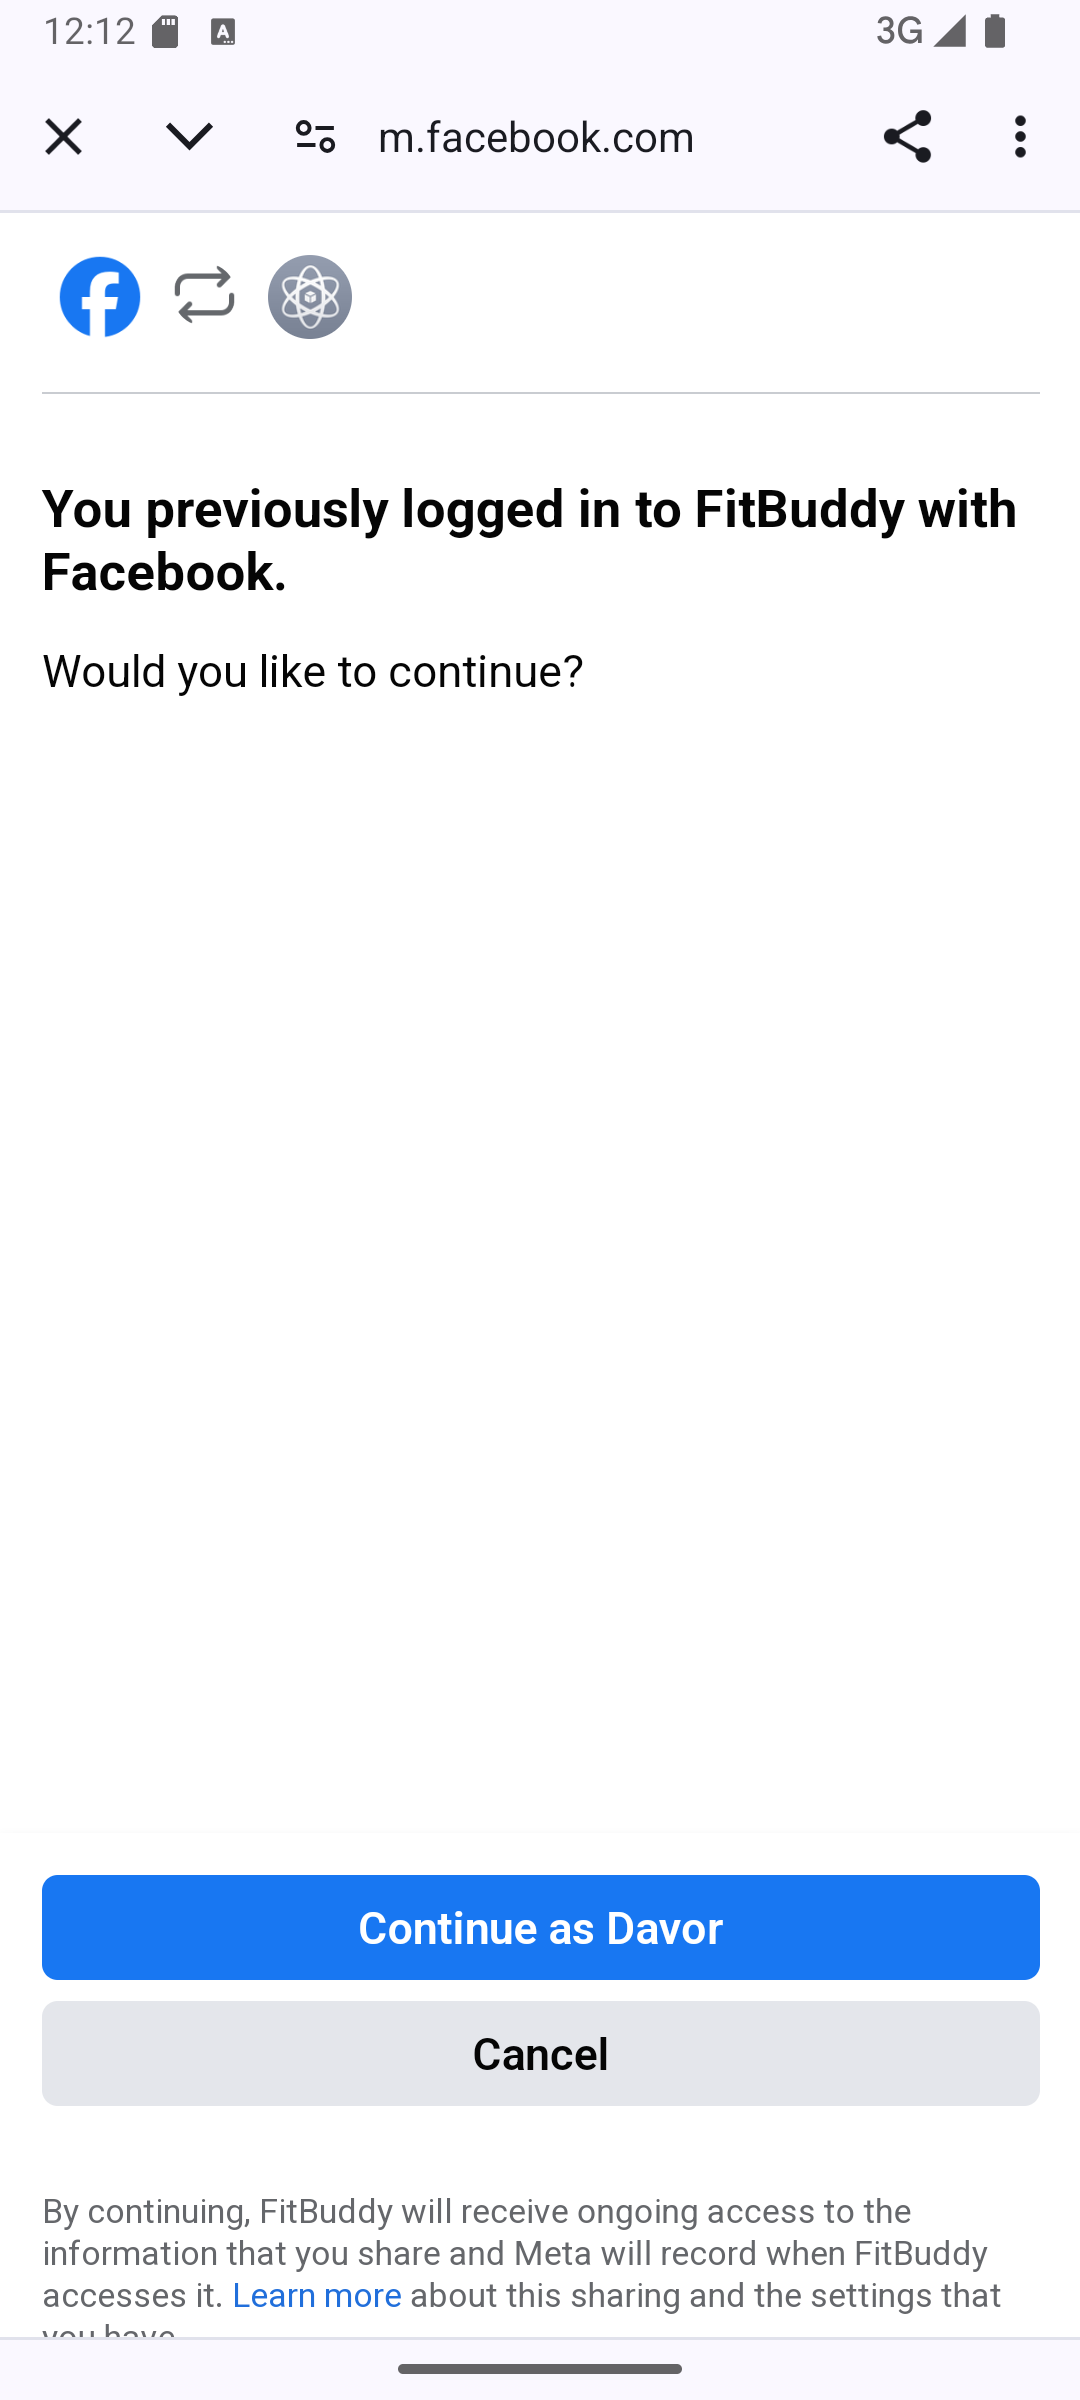 12:12
3G
m.facebook.com
You previously logged in to FitBuddy with
Facebook.
Would you like to continue?
Continue as Davor
Cancel
By continuing, FitBuddy will receive ongoing access to the
information that you share and Meta will record when FitBuddy
accesses it. Learn more about this sharing and the settings that
you have.